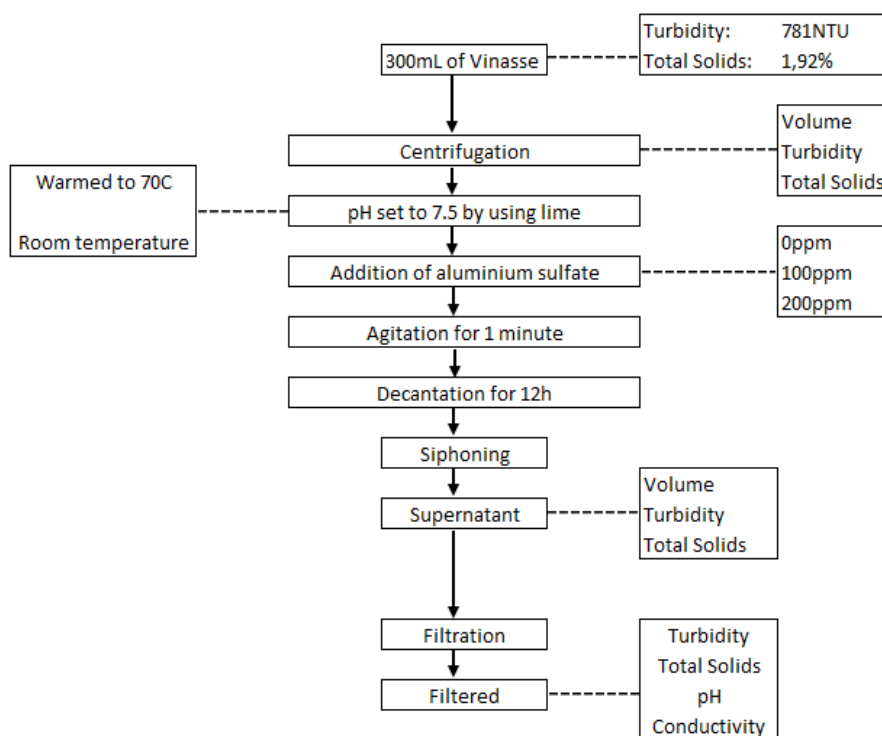 Turbidity: 781NTU
Total Solids: 1,92%
300mL of Vinasse
Centrifugation
Volume
Turbidity
Total Solids
Warmed to 70C
Room temperature
pH set to 7.5 by using lime
Addition of aluminium sulfate
0ppm
100ppm
200ppm
Agitation for 1 minute
Decantation for 12h
Siphoning
Supernatant
Volume
Turbidity
Total Solids
Filtration
Filtered
Turbidity
Total Solids
pH
Conductivity